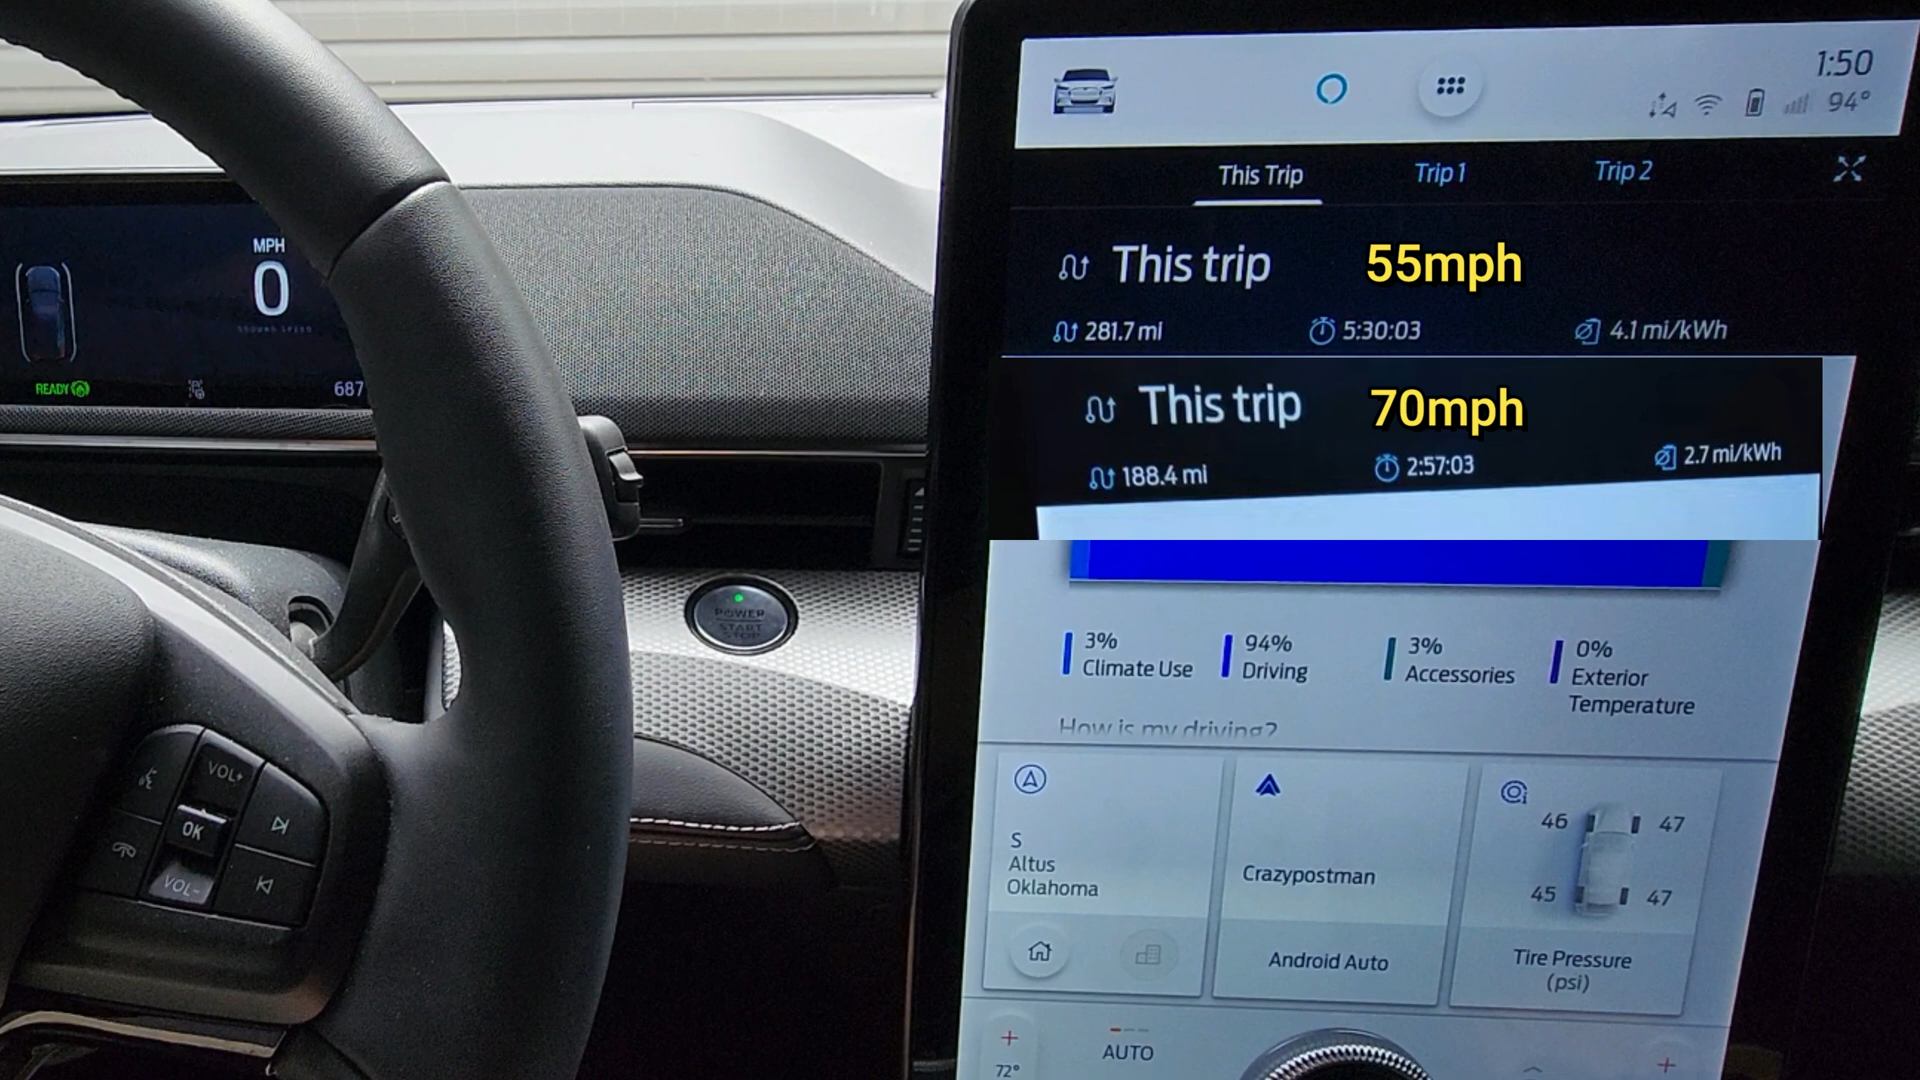 1:50
94°
This Trip
Trip 1
Trip 2
This trip
55mph
281.7 mi
5:30:03
4.1 mi/kWh
This trip
70mph
188.4 mi
2:57:03
2.7 mi/kWh
MPH
0
READY
687
POWER
START
STOP
3%
Climate Use
94%
Driving
3%
Accessories
0%
Exterior
Temperature
How is my driving?
S
Altus
Oklahoma
Crazypostman
Android Auto
46
47
45
47
Tire Pressure
(psi)
VOL+
OK
VOL-
AUTO
72°